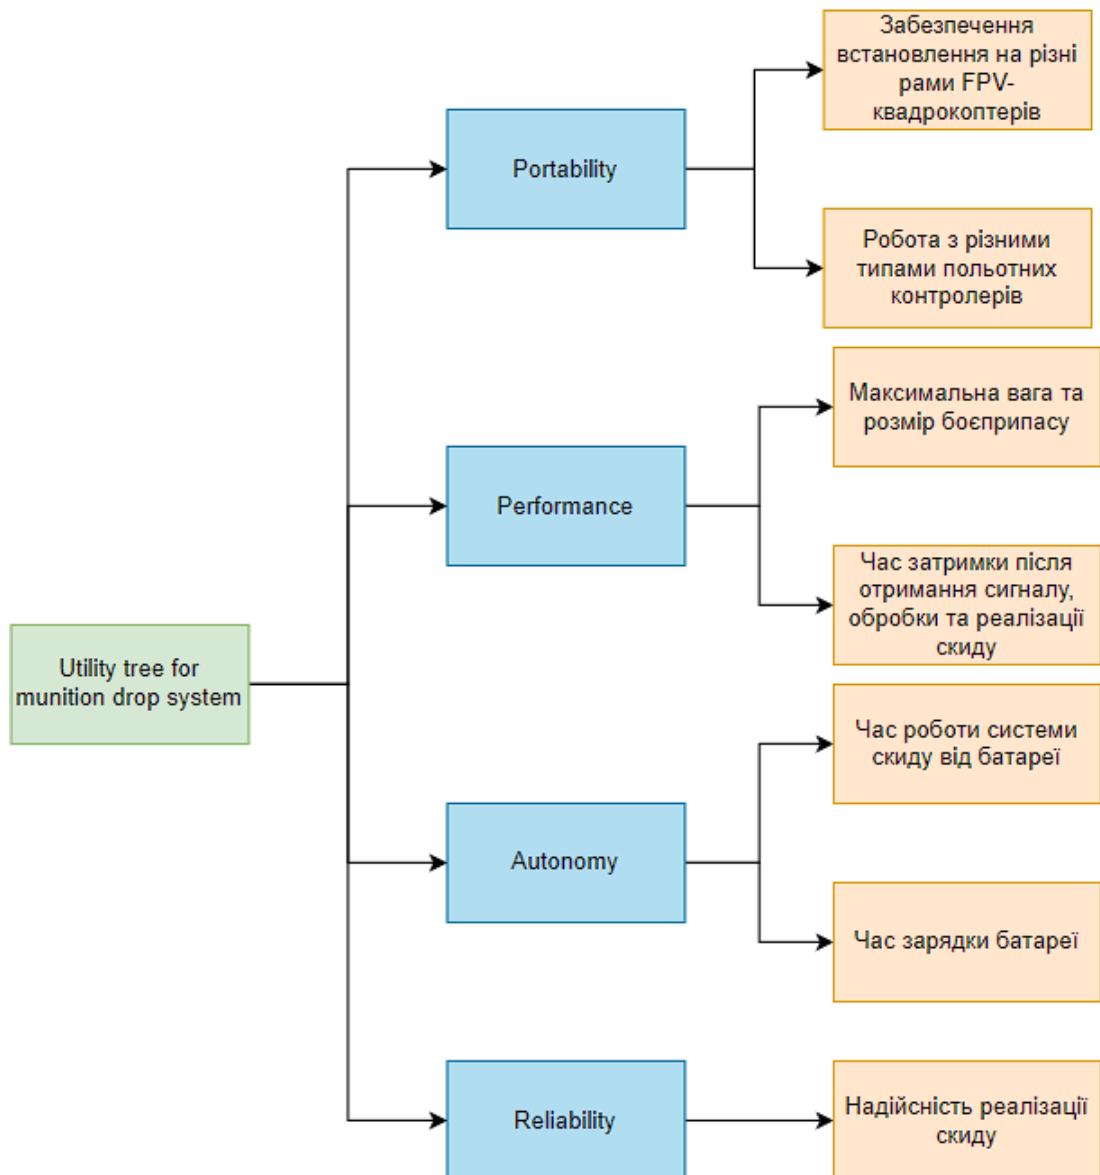 Забезпечення
встановлення на різні
рами FPV-
квадрокоптерів
Portability
Робота з різними
типами польотних
контролерів
Максимальна вага та
розмір боєприпасу
Performance
Час затримки після
отримання сигналу,
обробки та реалізації
скиду
Utility tree for
munition drop system
Час роботи системи
скиду від батареї
Autonomy
Час зарядки батареї
Reliability
Надійсність реалізації
скиду